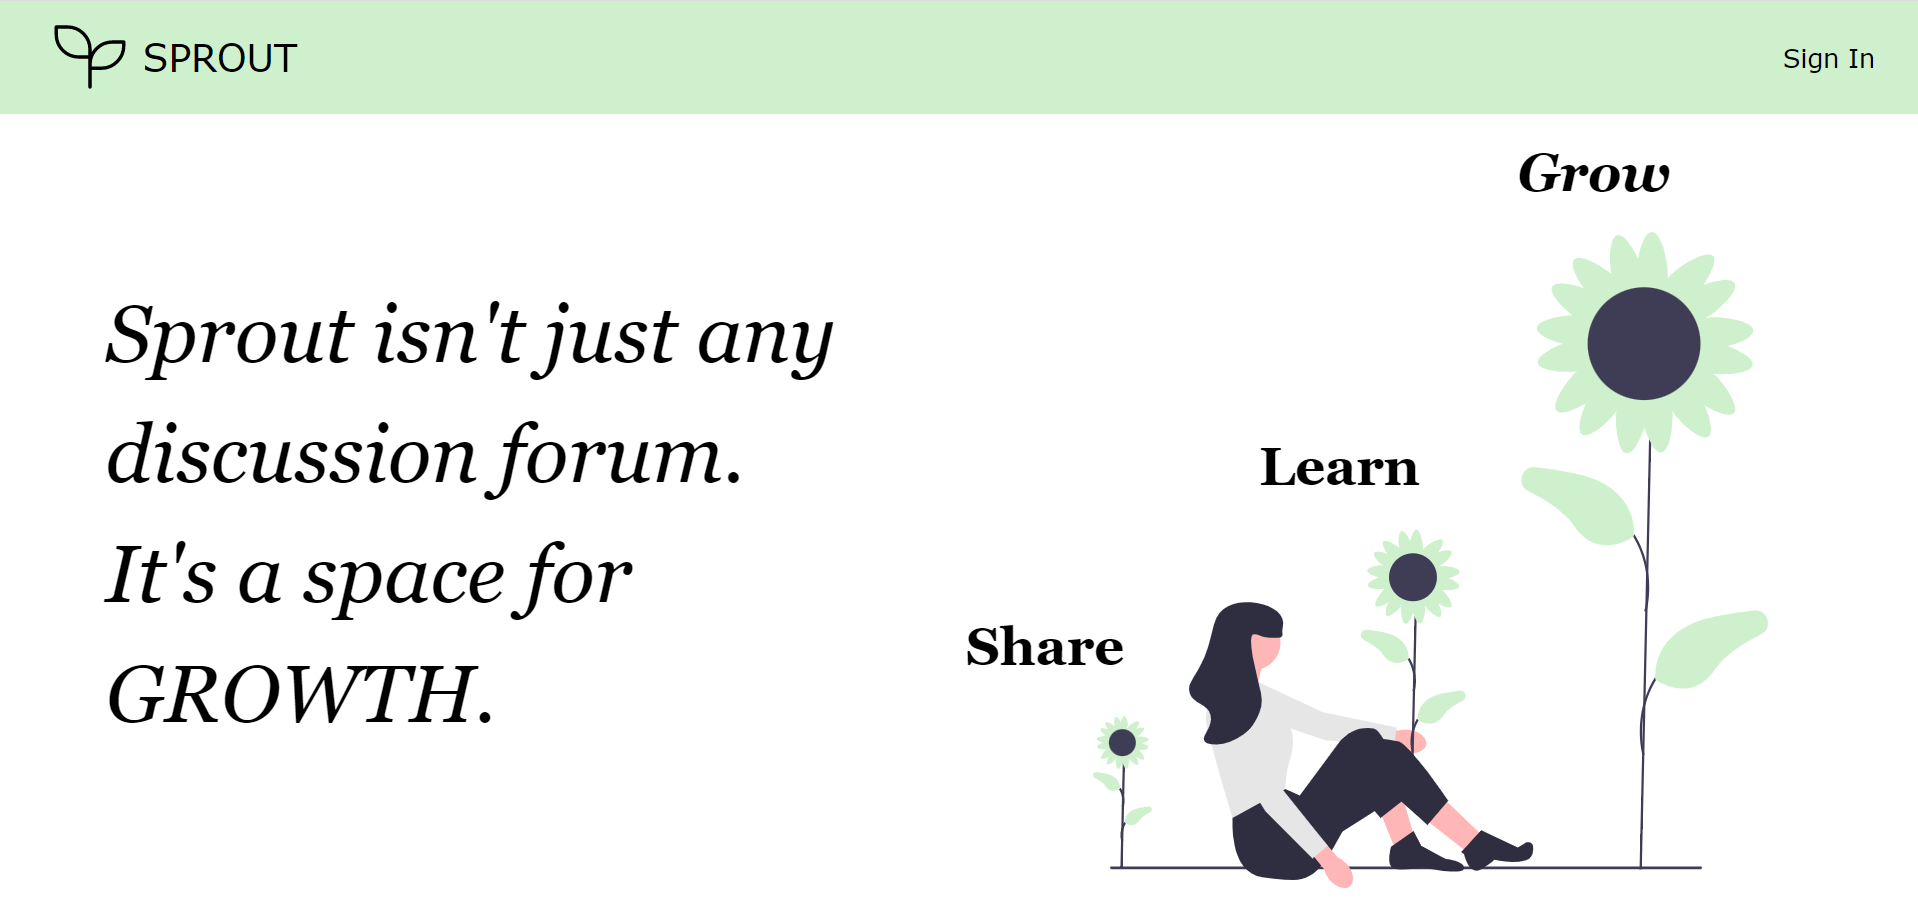 SPROUT
Sign In
Sprout isn't just any
discussion forum.
It's a space for
GROWTH.
Grow
Learn
Share